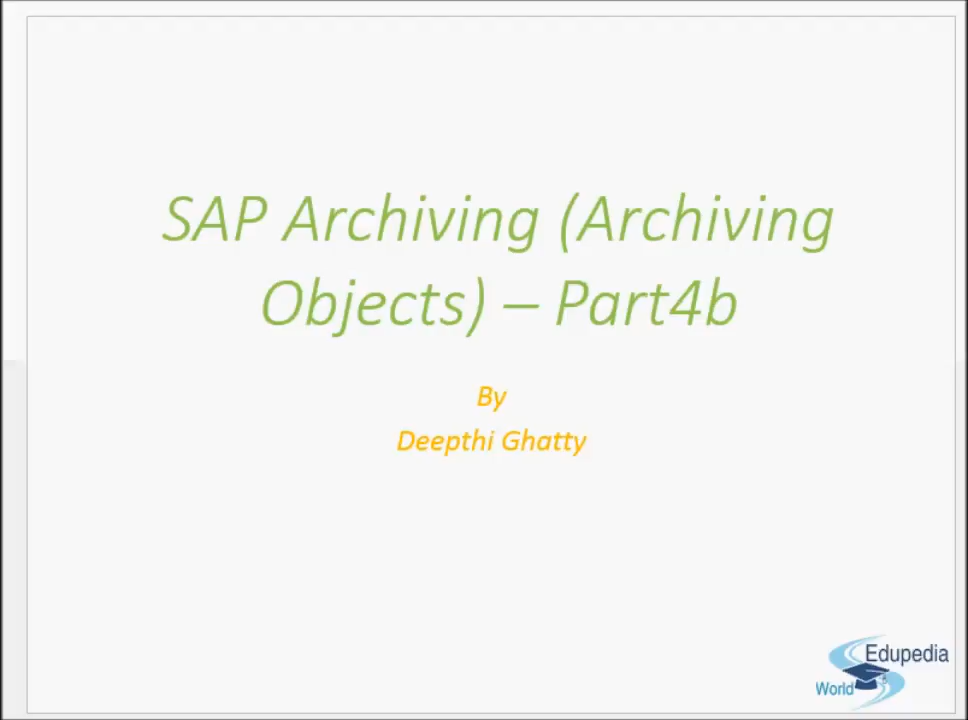 SAP Archiving (Archiving
Objects) – Part4b
By
Deepthi Ghatty
Edupedia
World